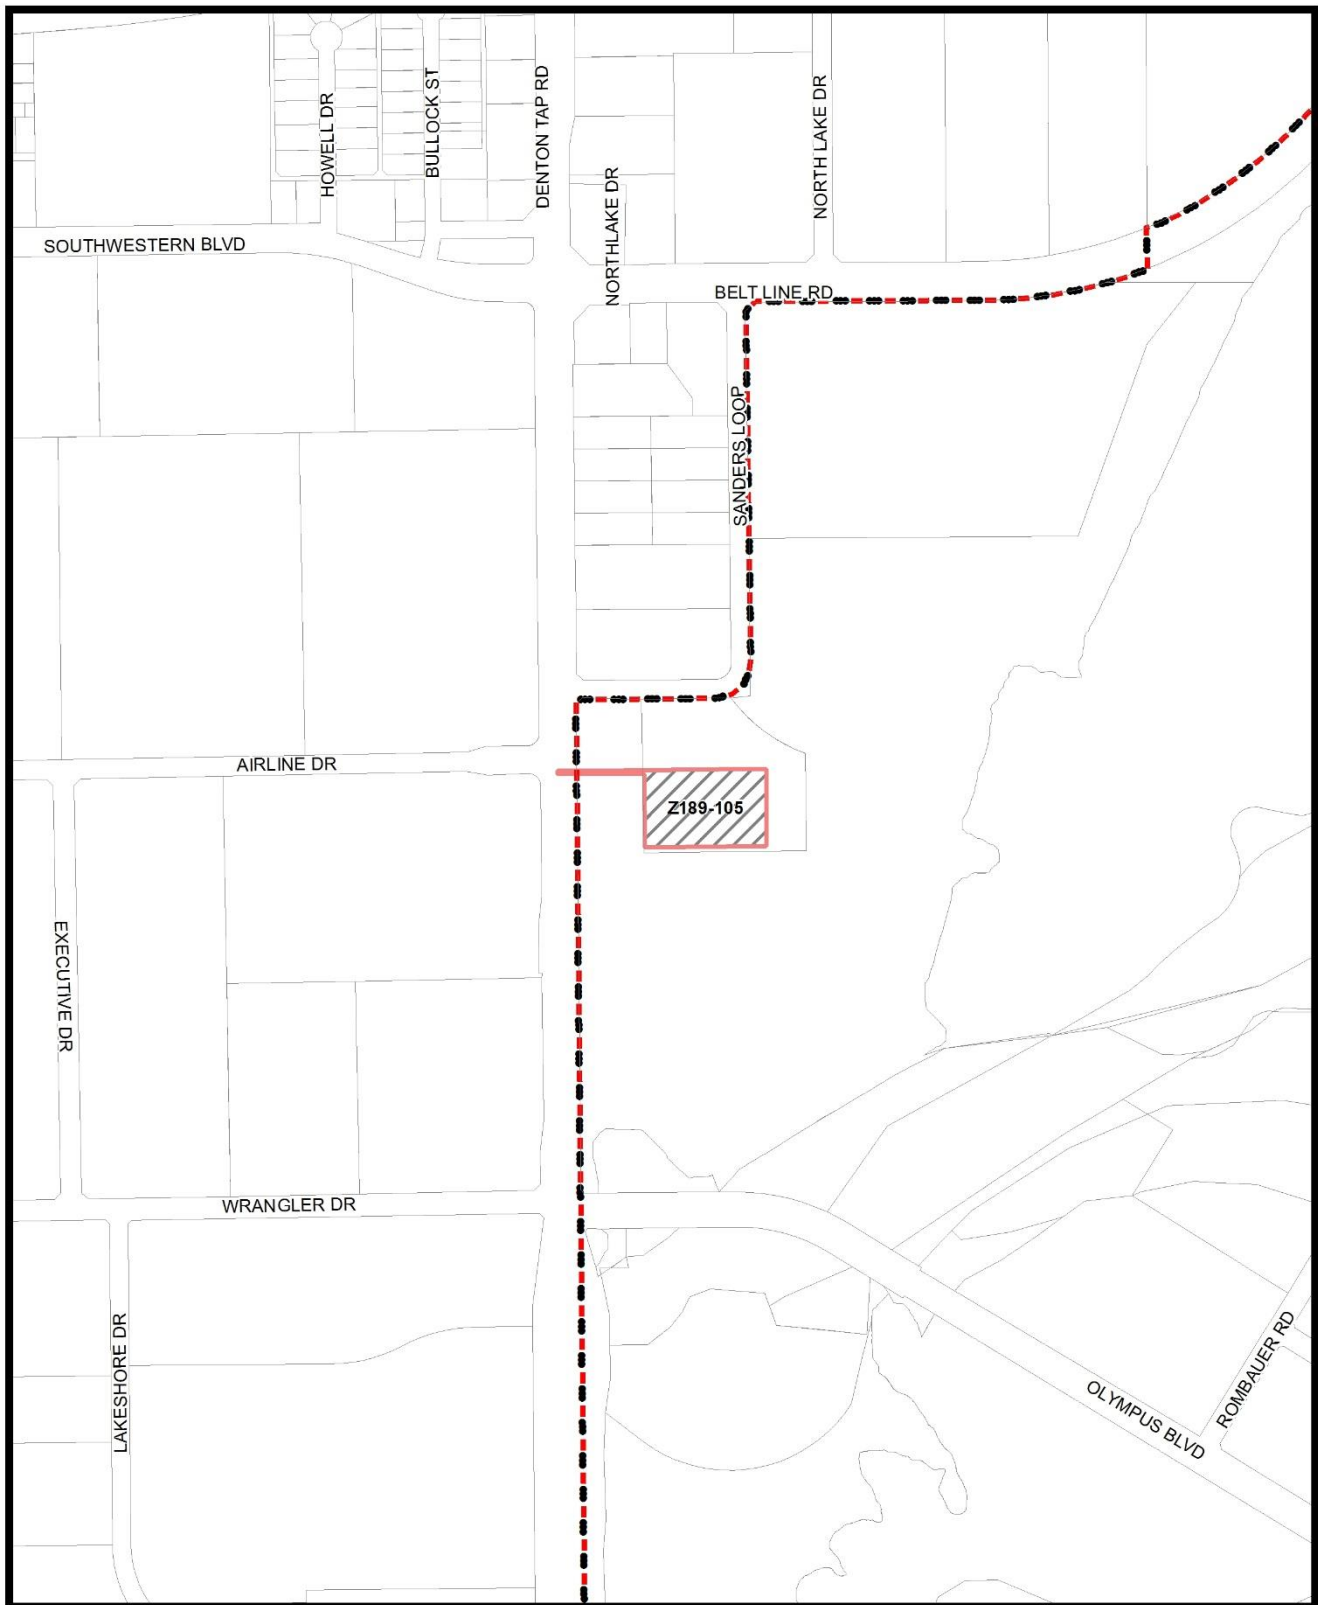 HOWELL DR
BULLOCK ST
DENTON TAP RD
NORTH LAKE DR
NORTHLAKE DR
SOUTHWESTERN BLVD
BELT LINE RD
SANDERS LOOP
AIRLINE DR
Z189-105
EXECUTIVE DR
WRANGLER DR
LAKESHORE DR
OLYMPUS BLVD
ROMBAUER RD